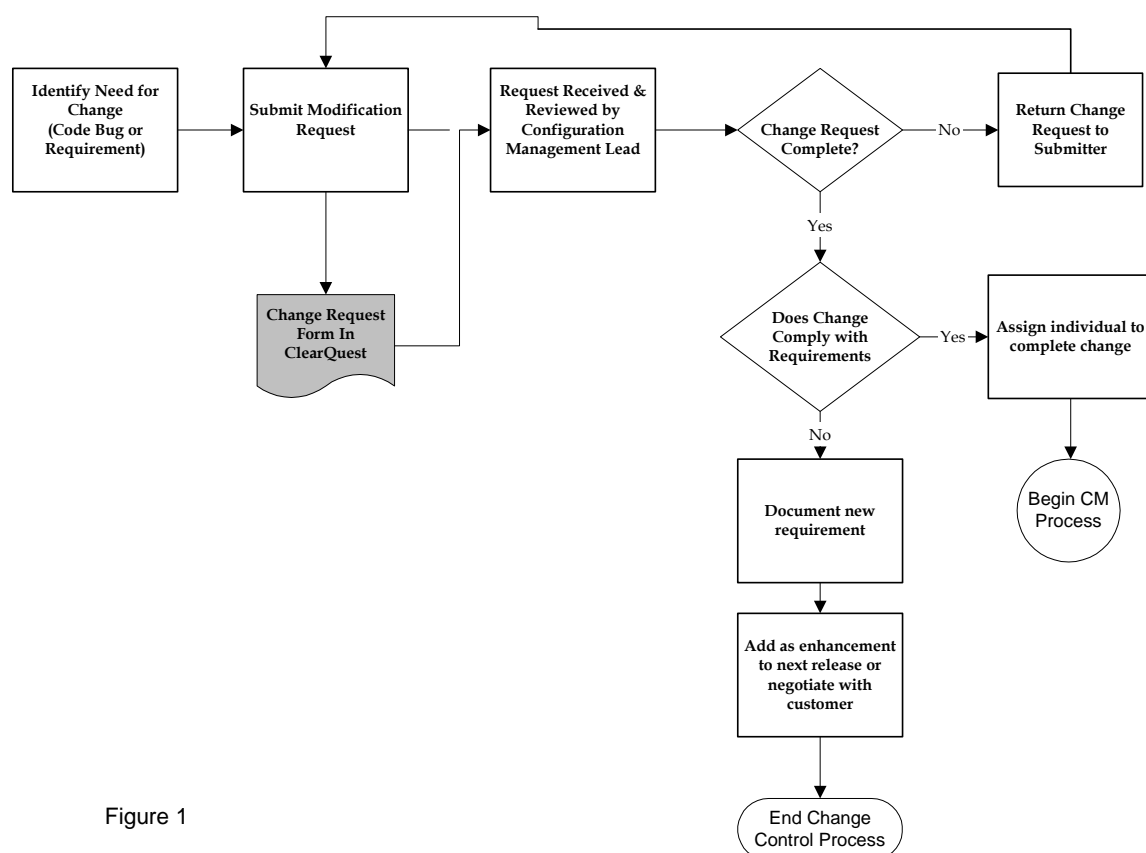 Identify Need for
Change
(Code Bug or
Requirement)
Submit Modification
Request
Request Received &
Reviewed by
Configuration
Management Lead
Change Request
Complete?
No
Return Change
Request to
Submitter
Yes
Change Request
Form In
ClearQuest
Does Change
Comply with
Requirements
Yes
Assign individual to
complete change
No
Document new
requirement
Begin CM
Process
Add as enhancement
to next release or
negotiate with
customer
End Change
Control Process
Figure 1